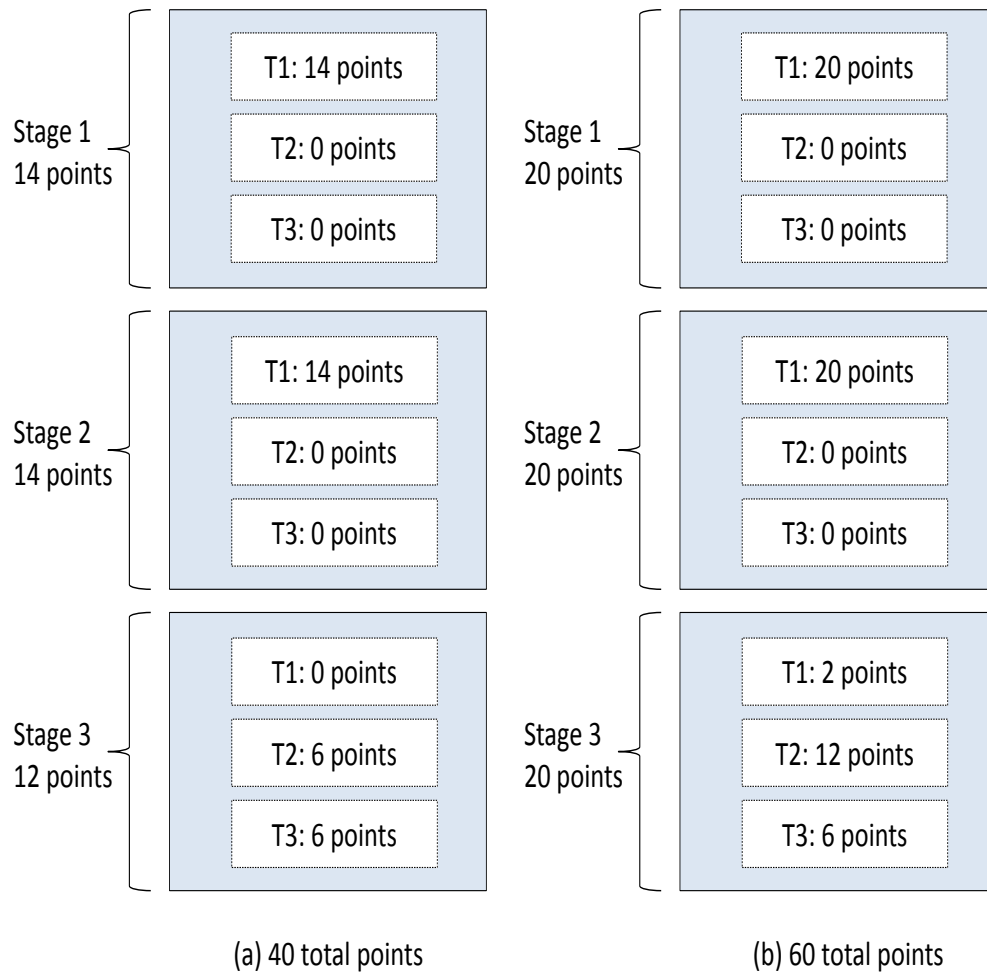 Stage 1
14 points
T1: 14 points
T2: 0 points
T3: 0 points
Stage 2
14 points
T1: 14 points
T2: 0 points
T3: 0 points
Stage 3
12 points
T1: 0 points
T2: 6 points
T3: 6 points
(a) 40 total points
Stage 1
20 points
T1: 20 points
T2: 0 points
T3: 0 points
Stage 2
20 points
T1: 20 points
T2: 0 points
T3: 0 points
Stage 3
20 points
T1: 2 points
T2: 12 points
T3: 6 points
(b) 60 total points